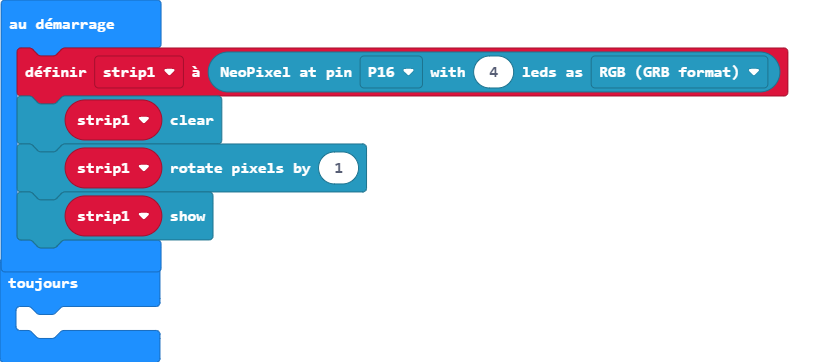 au démarrage
définir strip1 à NeoPixel at pin P16 with 4 leds as RGB (GRB format)
strip1 clear
strip1 rotate pixels by 1
strip1 show
toujours